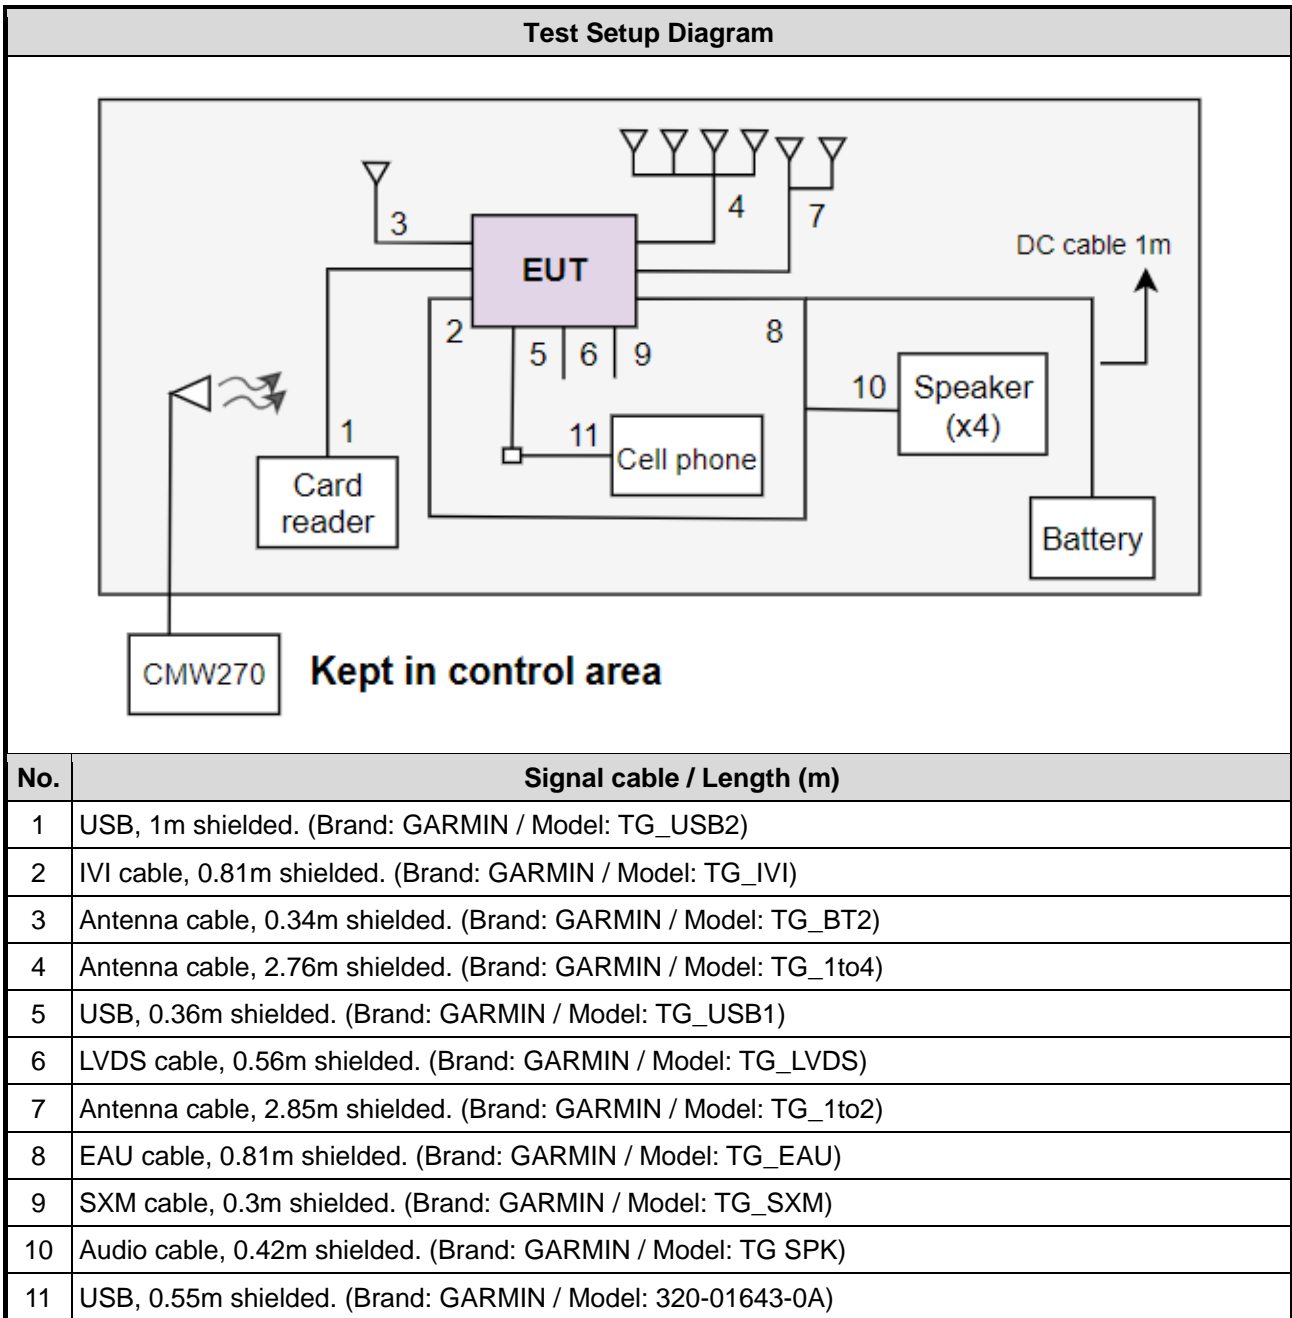 Test Setup Diagram
3
4
7
DC cable 1m
EUT
2
5
6
9
8
10
Speaker
(x4)
1
11
Cell phone
Card
reader
Battery
CMW270
Kept in control area
No. Signal cable / Length (m)
1 USB, 1m shielded. (Brand: GARMIN / Model: TG_USB2)
2 IVI cable, 0.81m shielded. (Brand: GARMIN / Model: TG_IVI)
3 Antenna cable, 0.34m shielded. (Brand: GARMIN / Model: TG_BT2)
4 Antenna cable, 2.76m shielded. (Brand: GARMIN / Model: TG_1to4)
5 USB, 0.36m shielded. (Brand: GARMIN / Model: TG_USB1)
6 LVDS cable, 0.56m shielded. (Brand: GARMIN / Model: TG_LVDS)
7 Antenna cable, 2.85m shielded. (Brand: GARMIN / Model: TG_1to2)
8 EAU cable, 0.81m shielded. (Brand: GARMIN / Model: TG_EAU)
9 SXM cable, 0.3m shielded. (Brand: GARMIN / Model: TG_SXM)
10 Audio cable, 0.42m shielded. (Brand: GARMIN / Model: TG SPK)
11 USB, 0.55m shielded. (Brand: GARMIN / Model: 320-01643-0A)